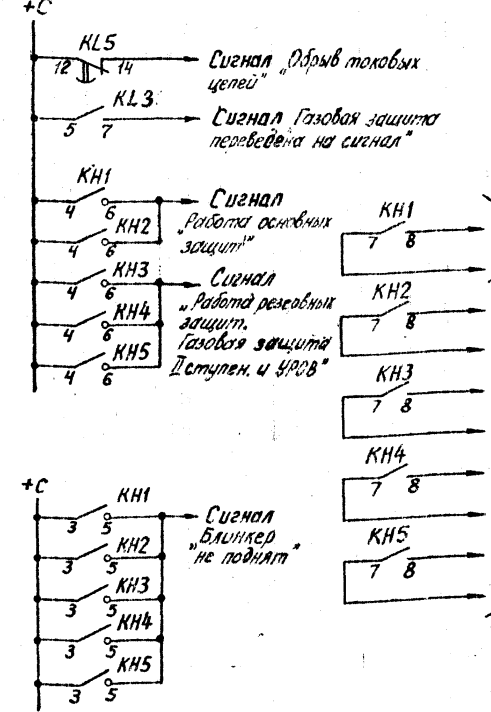 +C
KL5
12 14
Сигнал „Обрыв токовых
цепей"
KL3
5 7
Сигнал „Газовая защита
переведена на сигнал"
KH1
4 6
Сигнал
„Работа основных
защит"
KH2
4 6
KH3
4 6
Сигнал
„Работа резервных
защит.
Газовая защита
II ступен. и УРОВ"
KH4
4 6
KH5
4 6
KH1
7 8
KH2
7 8
KH3
7 8
KH4
7 8
KH5
7 8
+C
KH1
3 5
Сигнал
„Блинкер
не поднят"
KH2
3 5
KH3
3 5
KH4
3 5
KH5
3 5